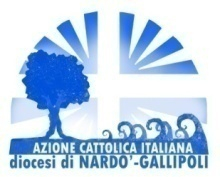 AZIONE CATTOLICA ITALIANA
diocesi di NARDO'-GALLIPOLI